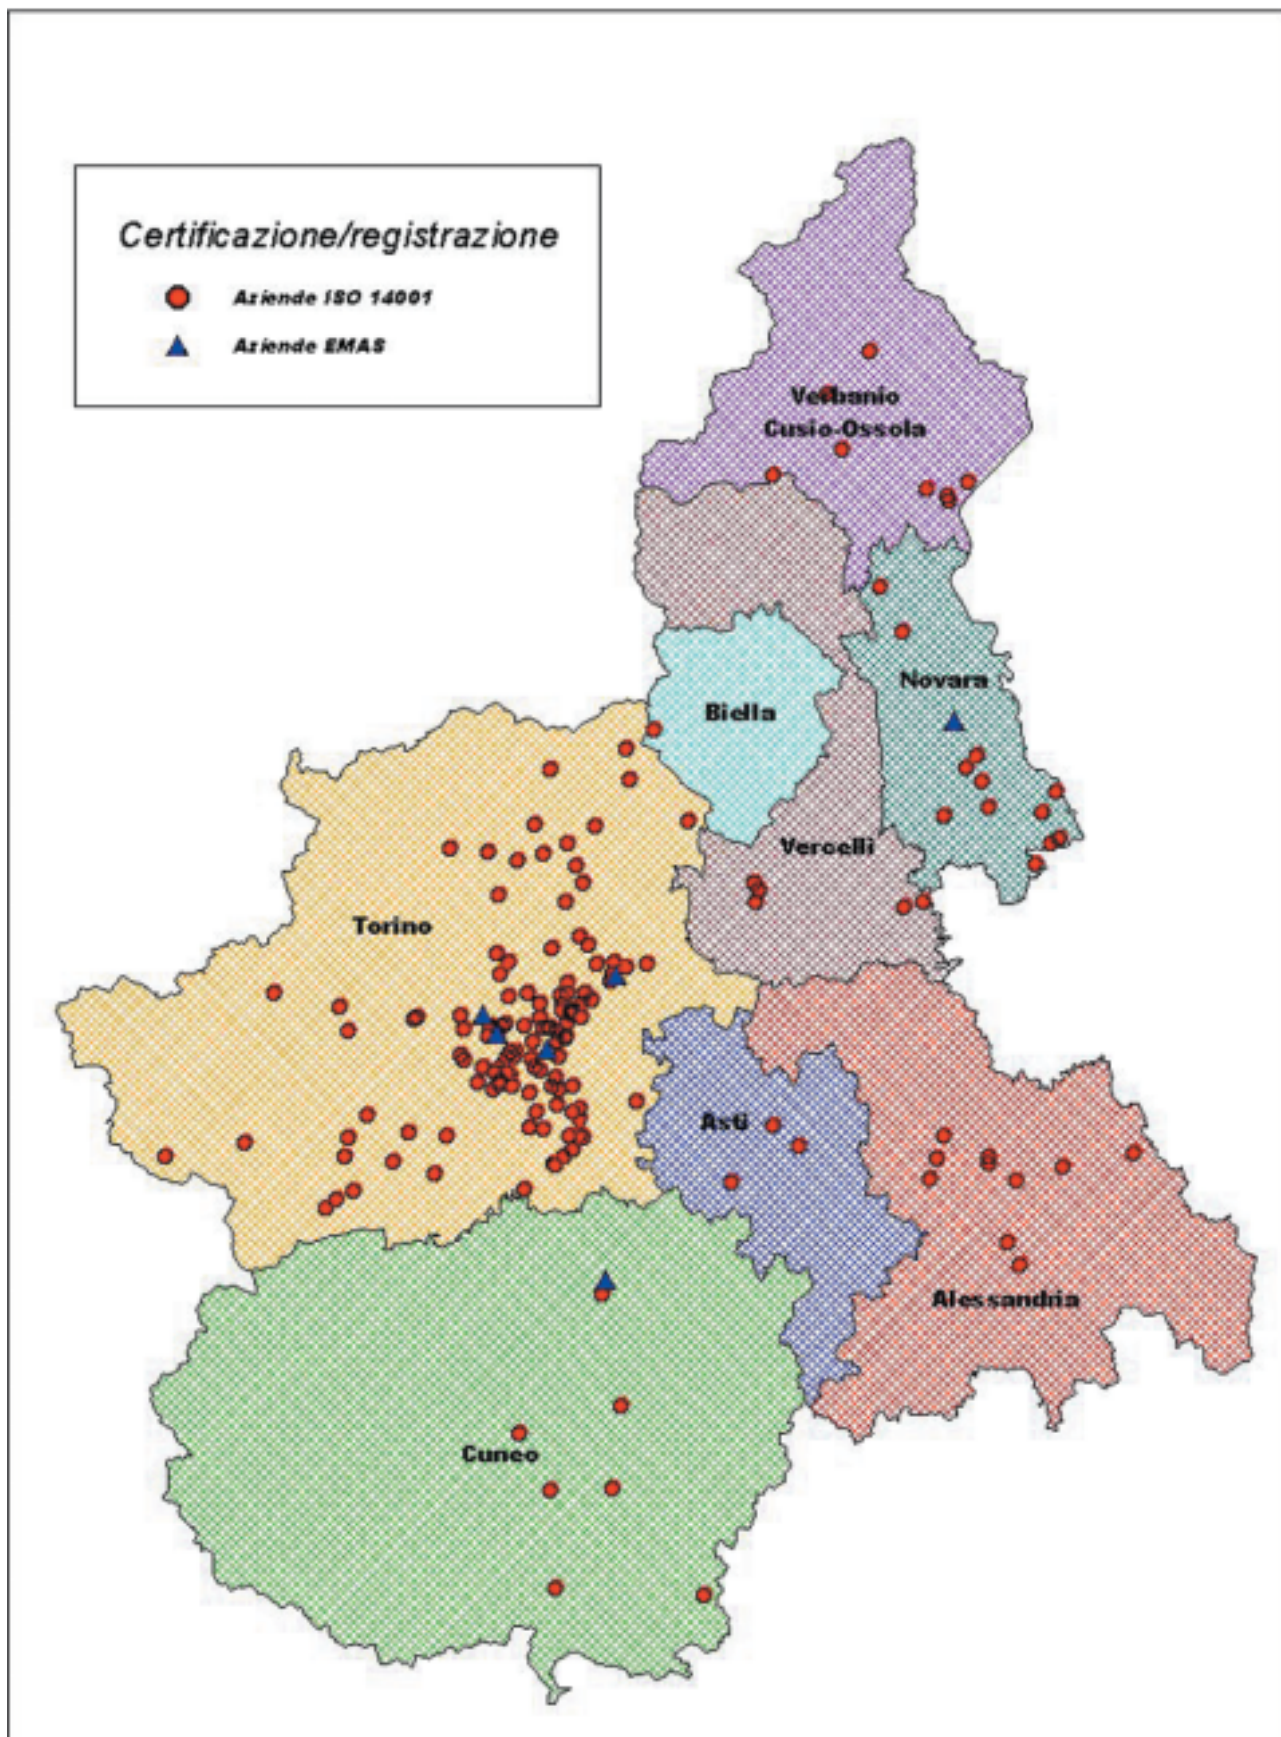 Certificazione/registrazione
Aziende ISO 14001
Aziende EMAS
Verbanio
Cusio-Ossola
Novara
Biella
Vercelli
Torino
Asti
Alessandria
Cuneo